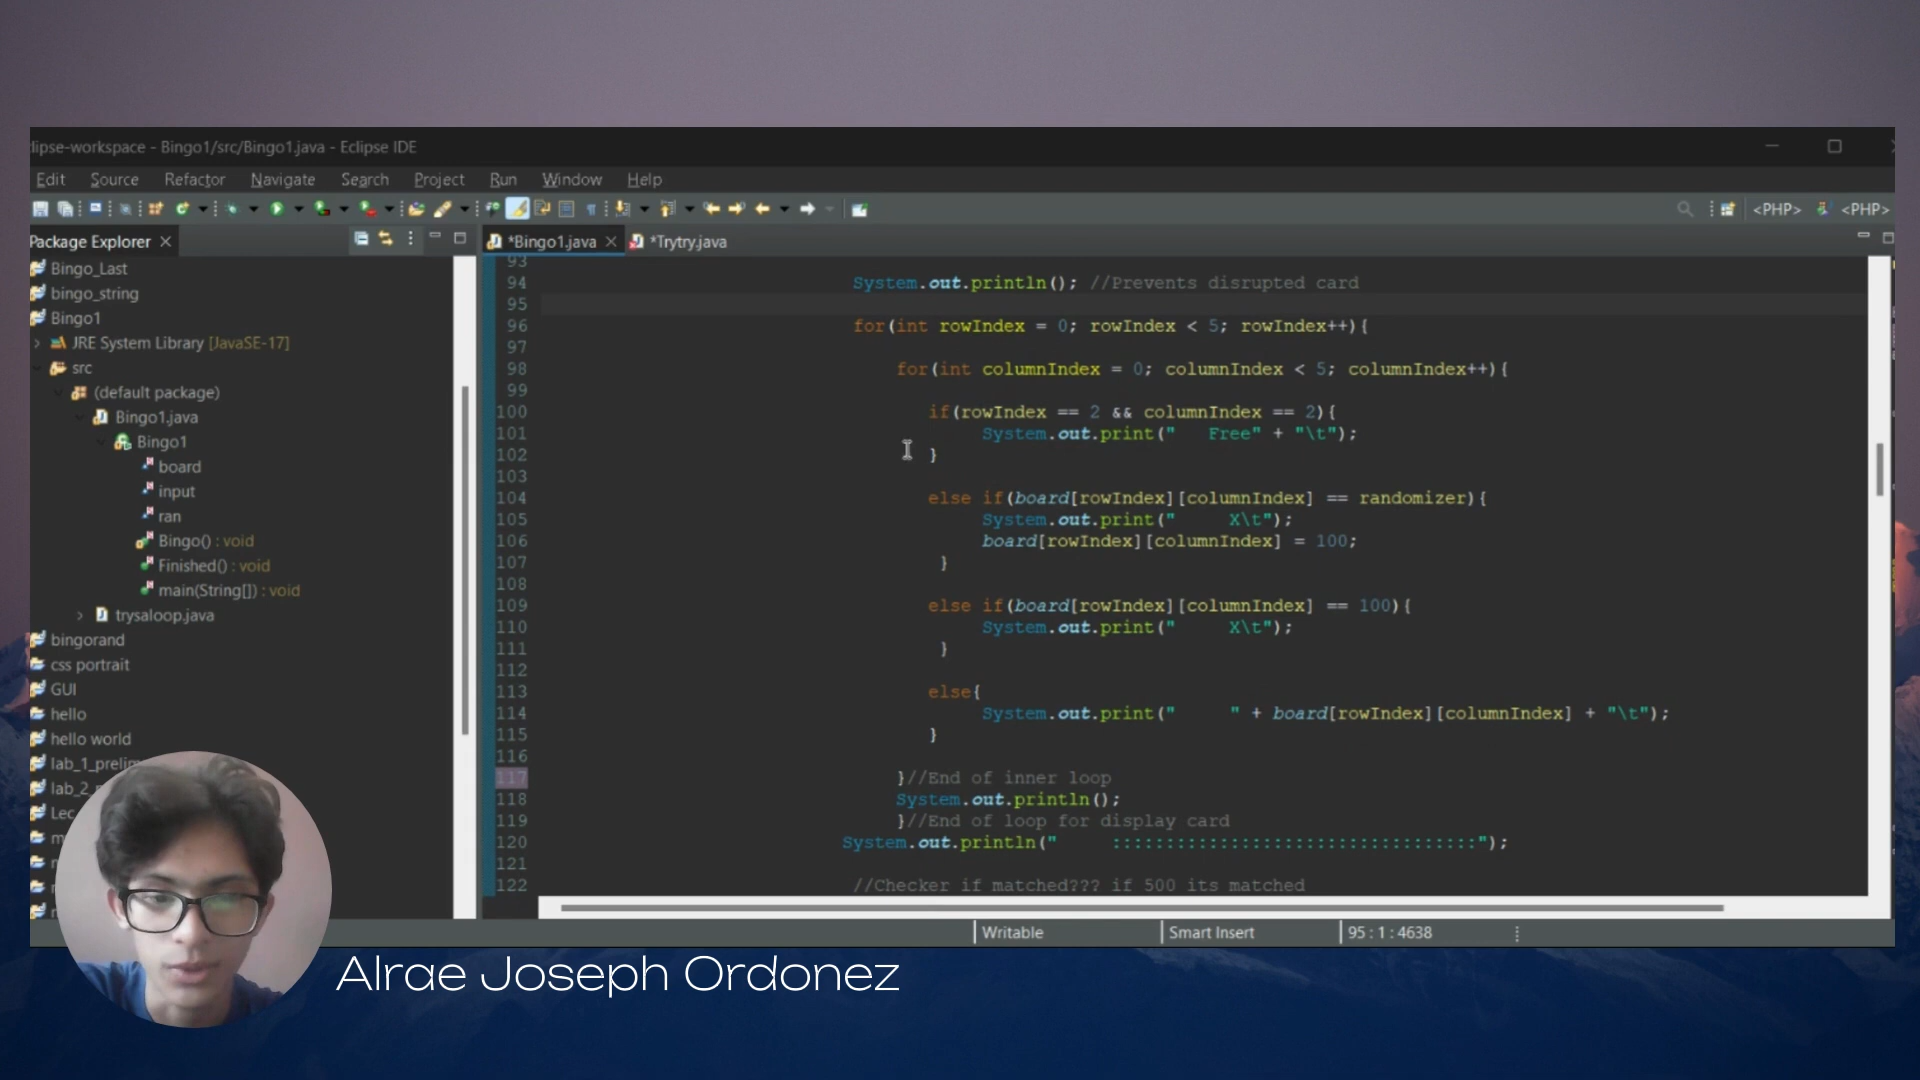 lipse-workspace - Bingo1/src/Bingo1.java - Eclipse IDE
Edit Source Refactor Navigate Search Project Run Window Help
<PHP> <PHP>
Package Explorer
*Bingo1.java *Trytry.java
Bingo_Last
bingo_string
Bingo1
JRE System Library [JavaSE-17]
src
(default package)
Bingo1.java
Bingo1
board
input
ran
Bingo() : void
Finished() : void
main(String[]) : void
trysaloop.java
bingorand
css portrait
GUI
hello
hello world
lab_1_prelim
lab_2_
Lec
93
94 System.out.println(); //Prevents disrupted card
95
96 for(int rowIndex = 0; rowIndex < 5; rowIndex++){
97
98 for(int columnIndex = 0; columnIndex < 5; columnIndex++){
99
100 if(rowIndex == 2 && columnIndex == 2){
101 System.out.print("   Free" + "\t");
102 }
103
104 else if(board[rowIndex][columnIndex] == randomizer){
105 System.out.print("     X\t");
106 board[rowIndex][columnIndex] = 100;
107 }
108
109 else if(board[rowIndex][columnIndex] == 100){
110 System.out.print("     X\t");
111 }
112
113 else{
114 System.out.print("     " + board[rowIndex][columnIndex] + "\t");
115 }
116
117 }//End of inner loop
118 System.out.println();
119 }//End of loop for display card
120 System.out.println("     ::::::::::::::::::::::::::::::::::");
121
122 //Checker if matched??? if 500 its matched
Writable Smart Insert 95 : 1 : 4638
Alrae Joseph Ordonez